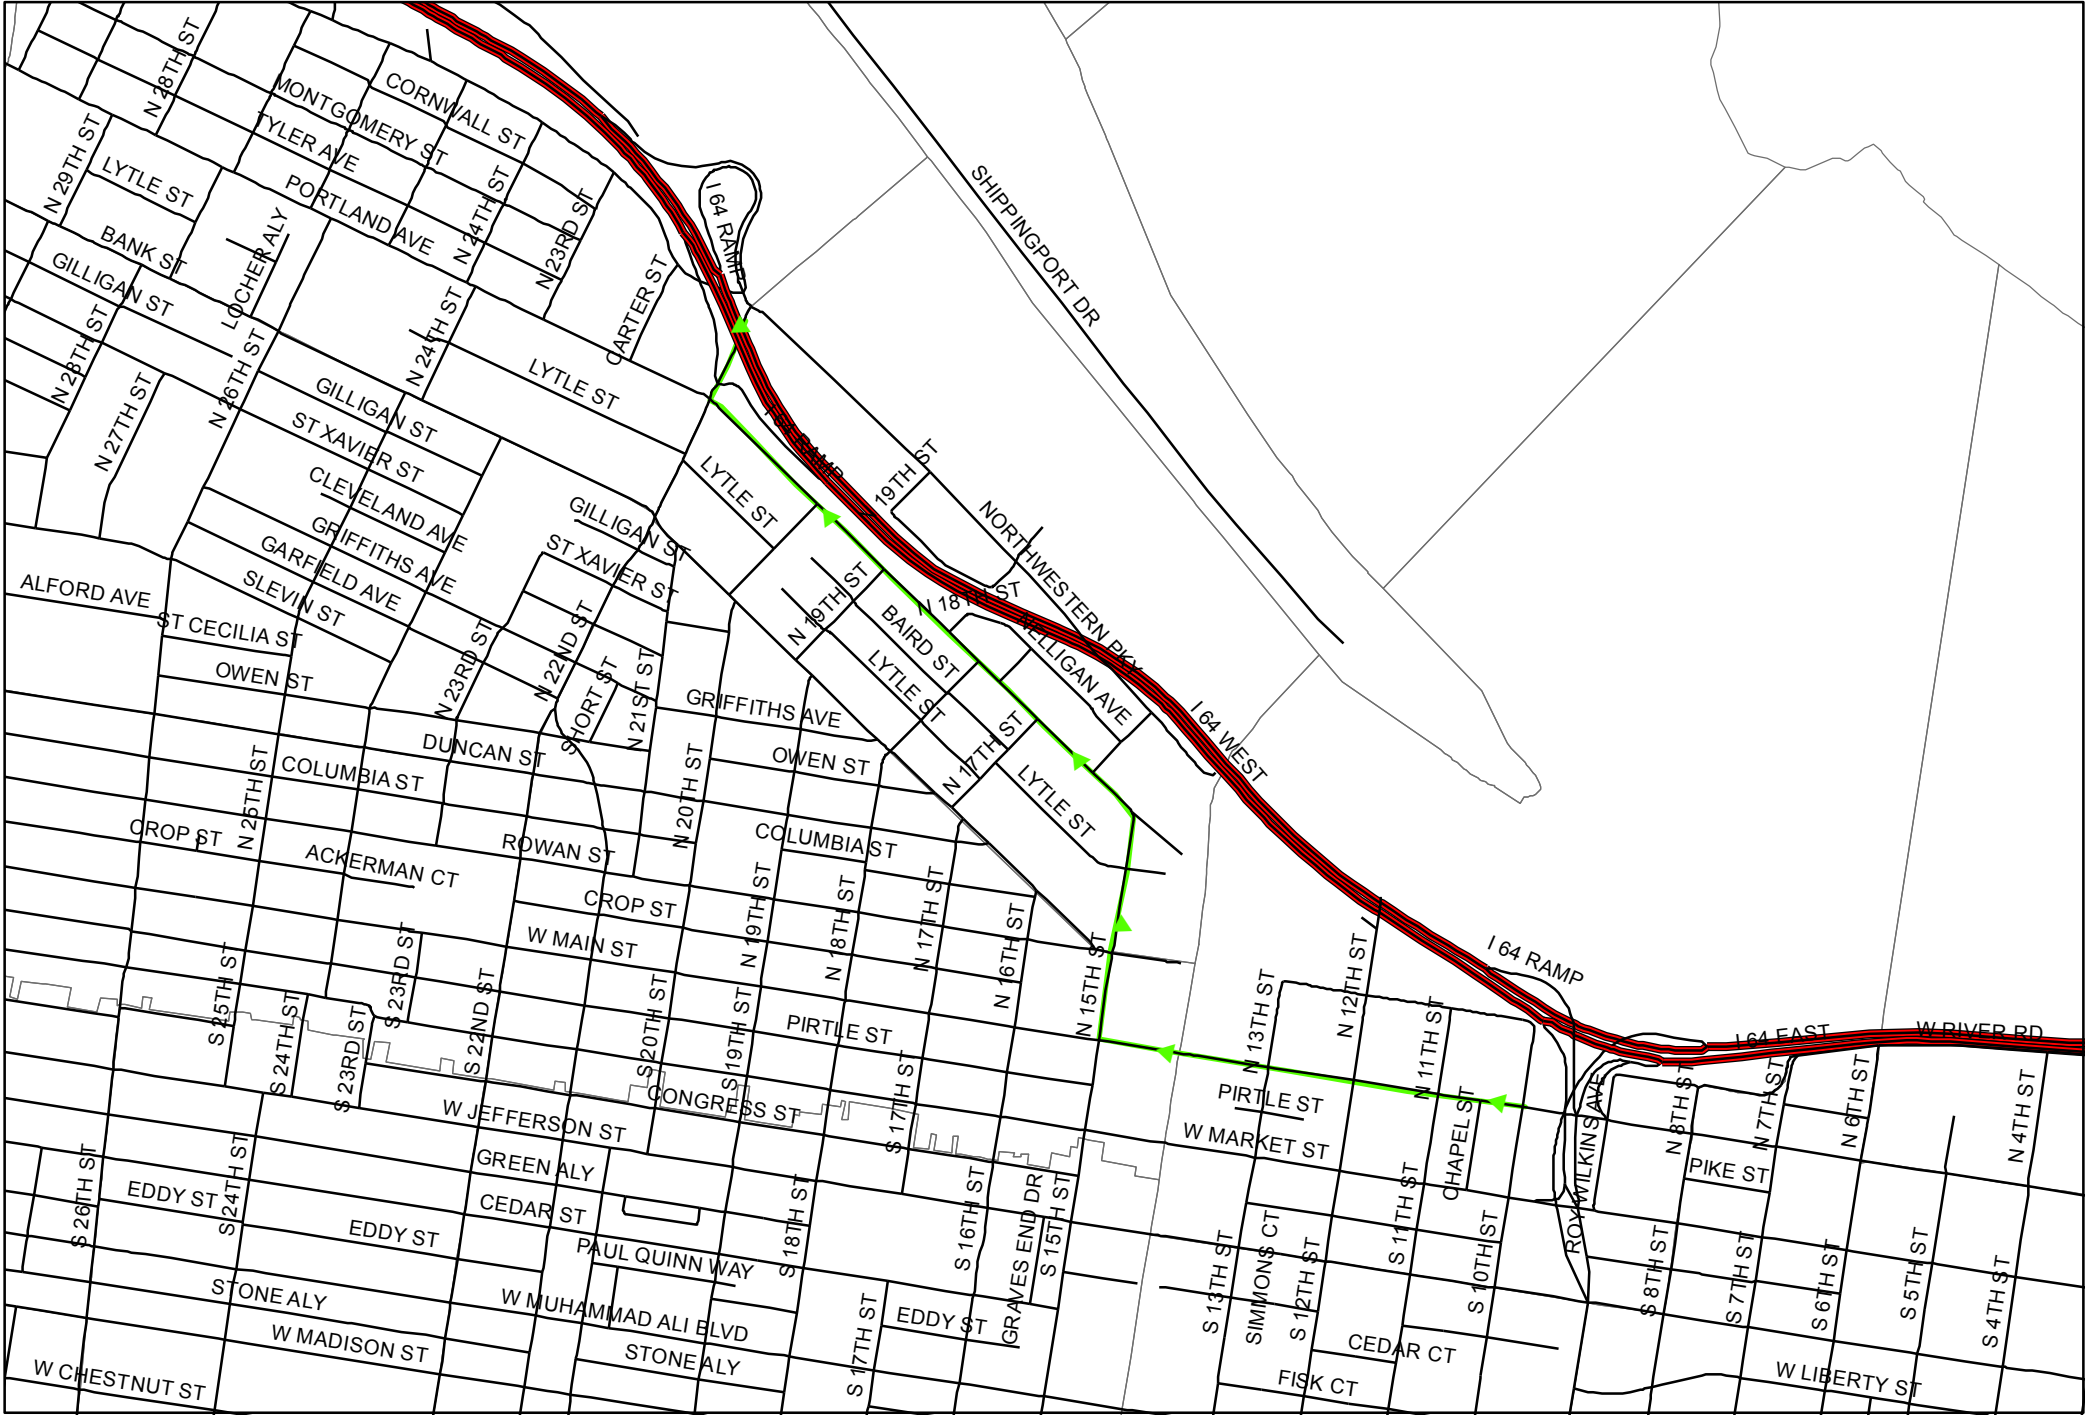 N 28TH ST
CORNWALL ST
MONTGOMERY ST
TYLER AVE
N 29TH ST
LYTLE ST
PORTLAND AVE
N 24TH ST
N 23RD ST
I 64 RAMP
SHIPPINGPORT DR
BANK ST
GILLIGAN ST
LOCHER ALY
CARTER ST
N 28TH ST
N 27TH ST
N 26TH ST
N 24TH ST
LYTLE ST
GILLIGAN ST
ST XAVIER ST
CLEVELAND AVE
GRIFFITHS AVE
GARFIELD AVE
SLEVIN ST
I 64 RAMP
LYTLE ST
N 19TH ST
NORTHWESTERN PKY
GILLIGAN ST
ST XAVIER ST
ALFORD AVE
ST CECILIA ST
OWEN ST
N 23RD ST
N 22ND ST
SHORT ST
N 21ST ST
N 19TH ST
BAIRD ST
N 18TH ST
NELLIGAN AVE
LYTLE ST
N 17TH ST
LYTLE ST
I 64 WEST
GRIFFITHS AVE
OWEN ST
DUNCAN ST
COLUMBIA ST
N 25TH ST
N 20TH ST
CROP ST
ACKERMAN CT
ROWAN ST
COLUMBIA ST
CROP ST
W MAIN ST
N 19TH ST
N 18TH ST
N 17TH ST
N 16TH ST
N 15TH ST
I 64 RAMP
N 13TH ST
N 12TH ST
N 11TH ST
I 64 EAST
W RIVER RD
S 25TH ST
S 24TH ST
S 23RD ST
S 23RD ST
S 22ND ST
S 20TH ST
S 19TH ST
PIRTLE ST
CONGRESS ST
S 17TH ST
W JEFFERSON ST
PIRTLE ST
W MARKET ST
CHAPEL ST
ROY WILKINS AVE
N 8TH ST
N 7TH ST
N 6TH ST
N 4TH ST
PIKE ST
S 26TH ST
EDDY ST
S 24TH ST
GREEN ALY
CEDAR ST
EDDY ST
PAUL QUINN WAY
S 18TH ST
S 16TH ST
GRAVES END DR
S 15TH ST
S 13TH ST
SIMMONS CT
S 12TH ST
S 11TH ST
S 10TH ST
S 8TH ST
S 7TH ST
S 6TH ST
S 5TH ST
S 4TH ST
STONE ALY
W MUHAMMAD ALI BLVD
W MADISON ST
STONE ALY
S 17TH ST
EDDY ST
CEDAR CT
FISK CT
W LIBERTY ST
W CHESTNUT ST